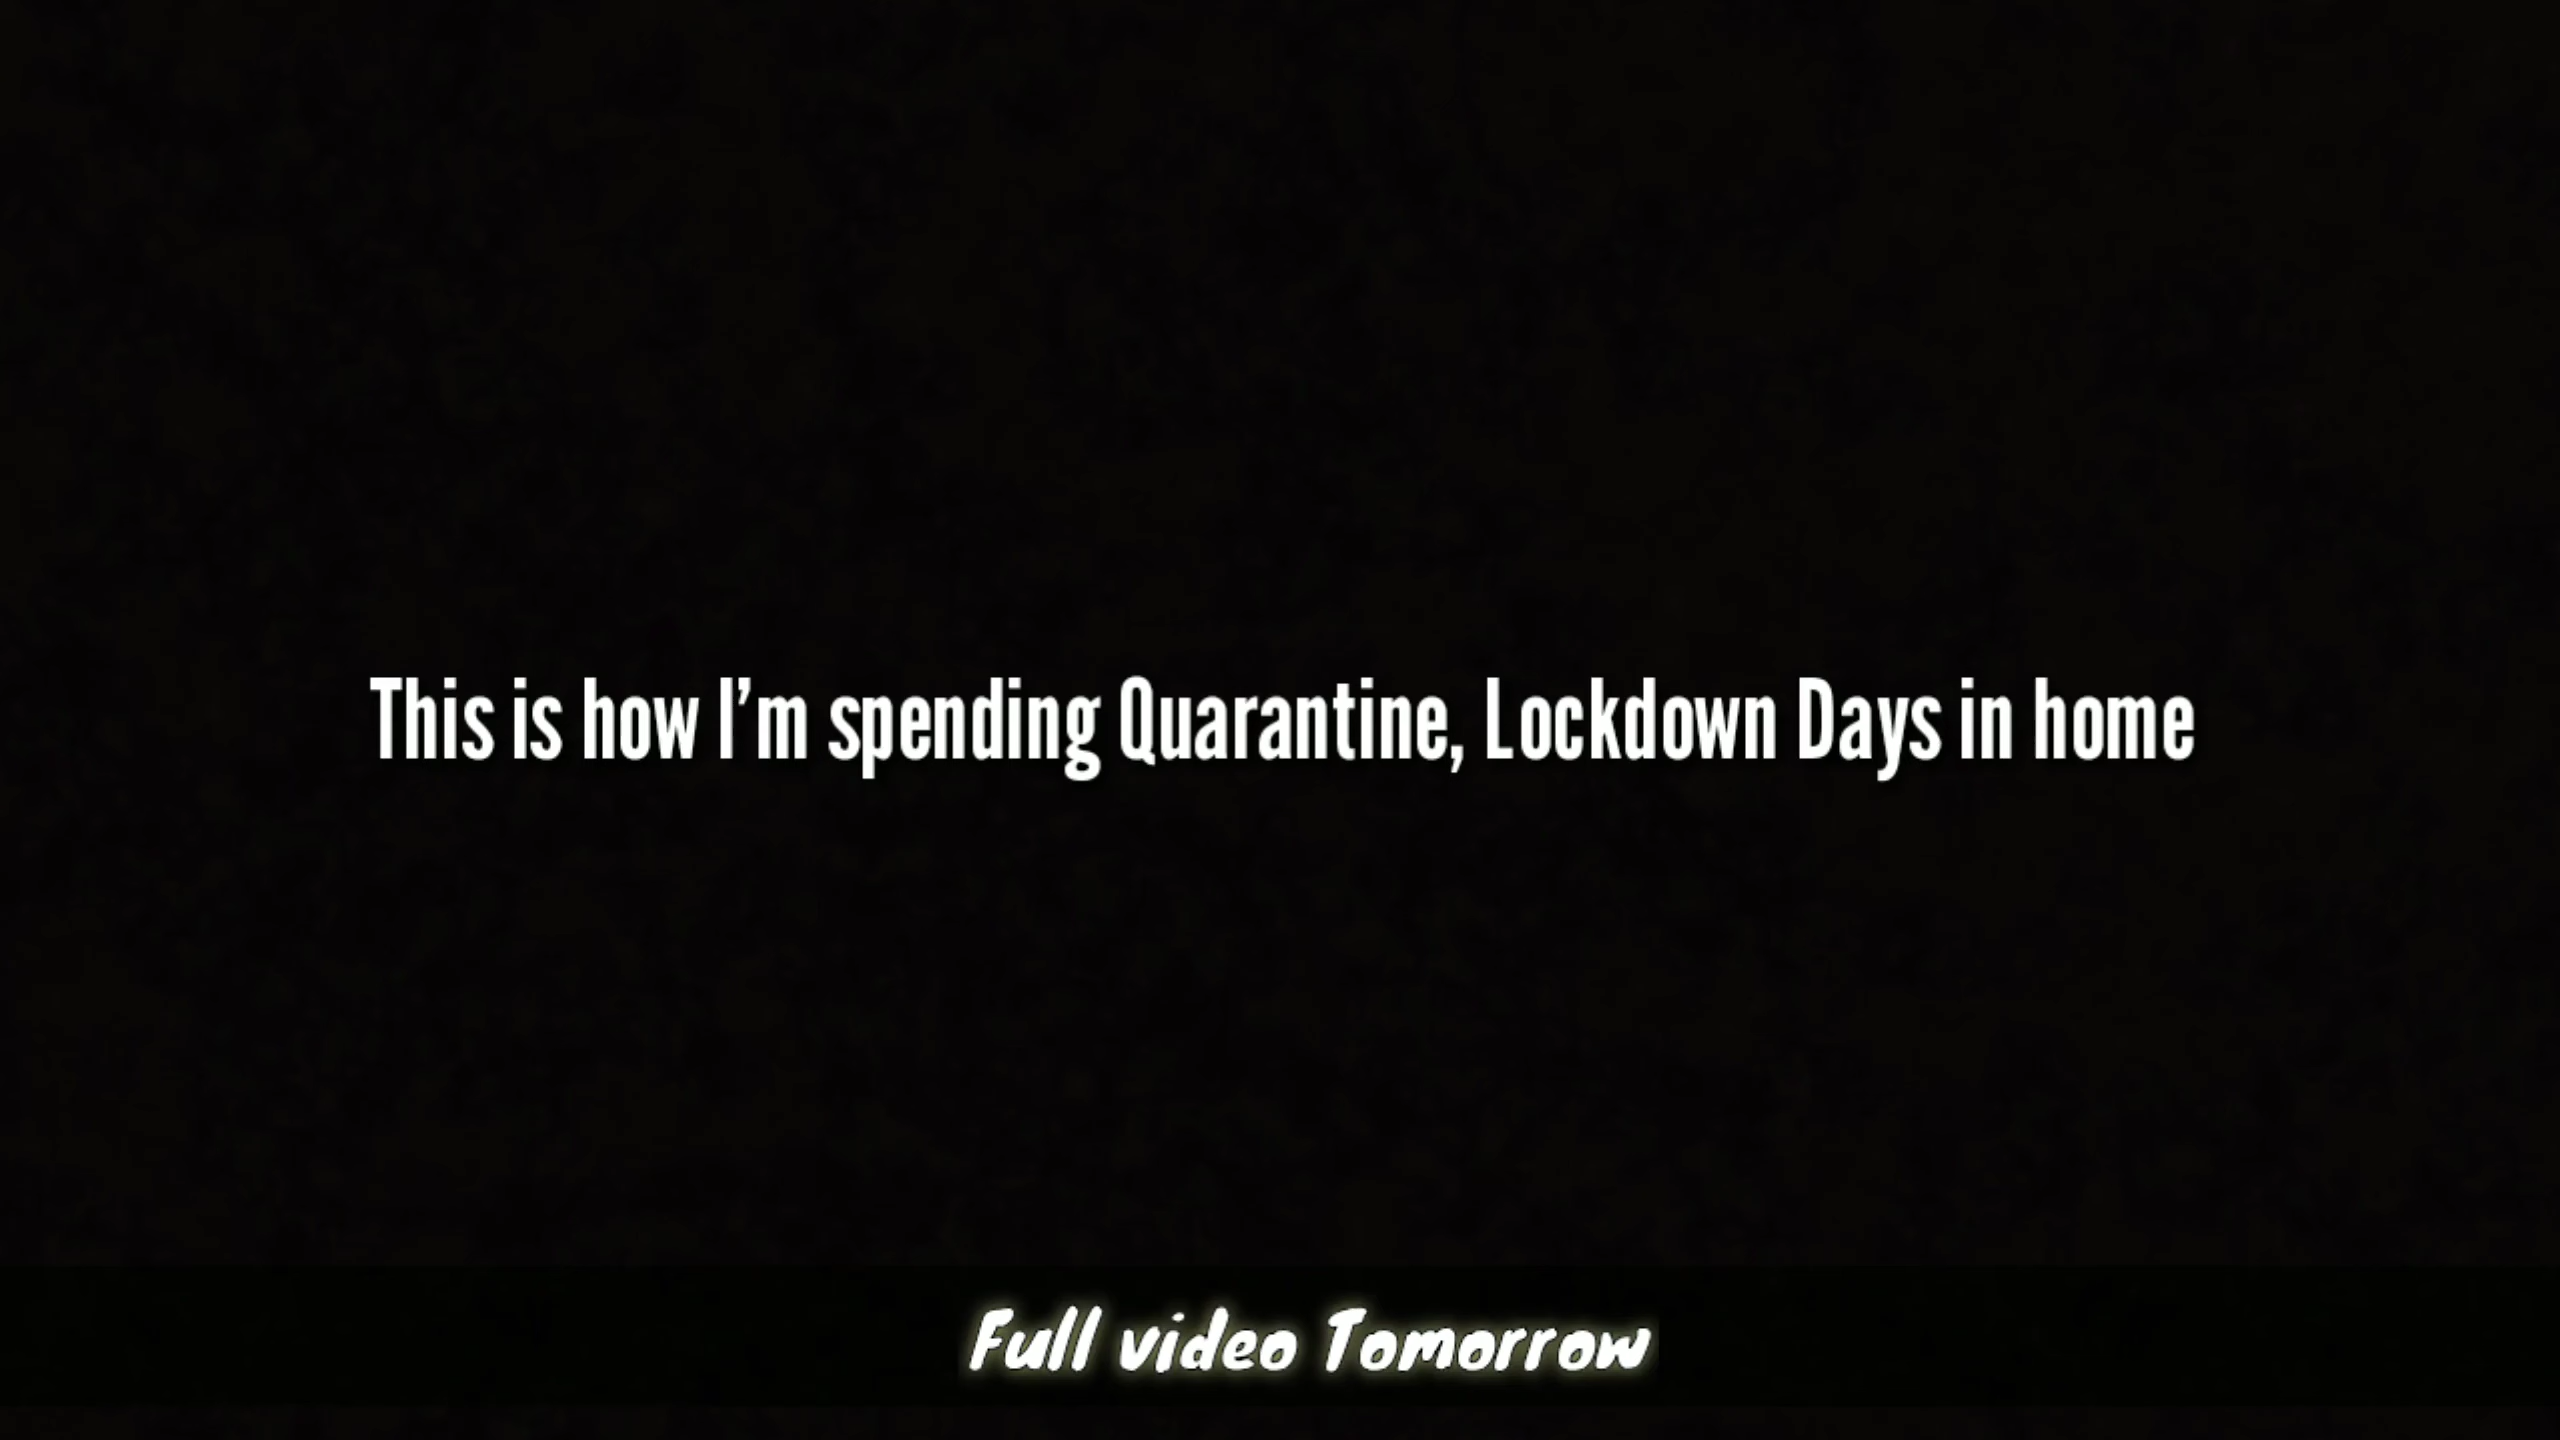 This is how I'm spending Quarantine, Lockdown Days in home
Full video Tomorrow